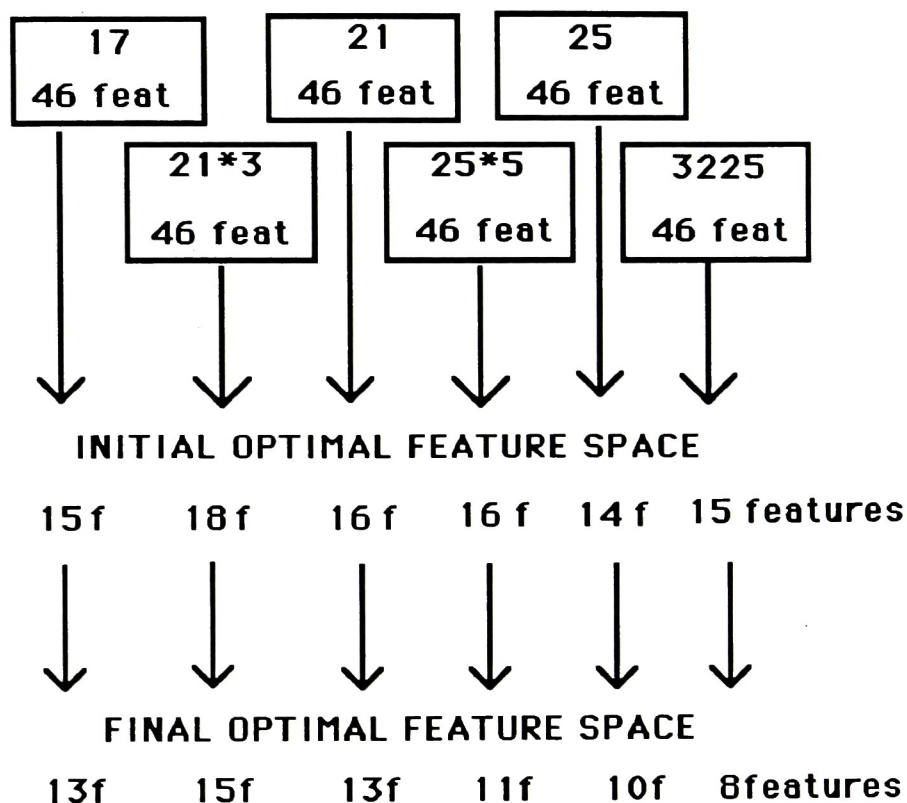 17
46 feat
21
46 feat
25
46 feat
21*3
46 feat
25*5
46 feat
3225
46 feat
INITIAL OPTIMAL FEATURE SPACE
15f 18f 16f 16f 14f 15 features
FINAL OPTIMAL FEATURE SPACE
13f 15f 13f 11f 10f 8features